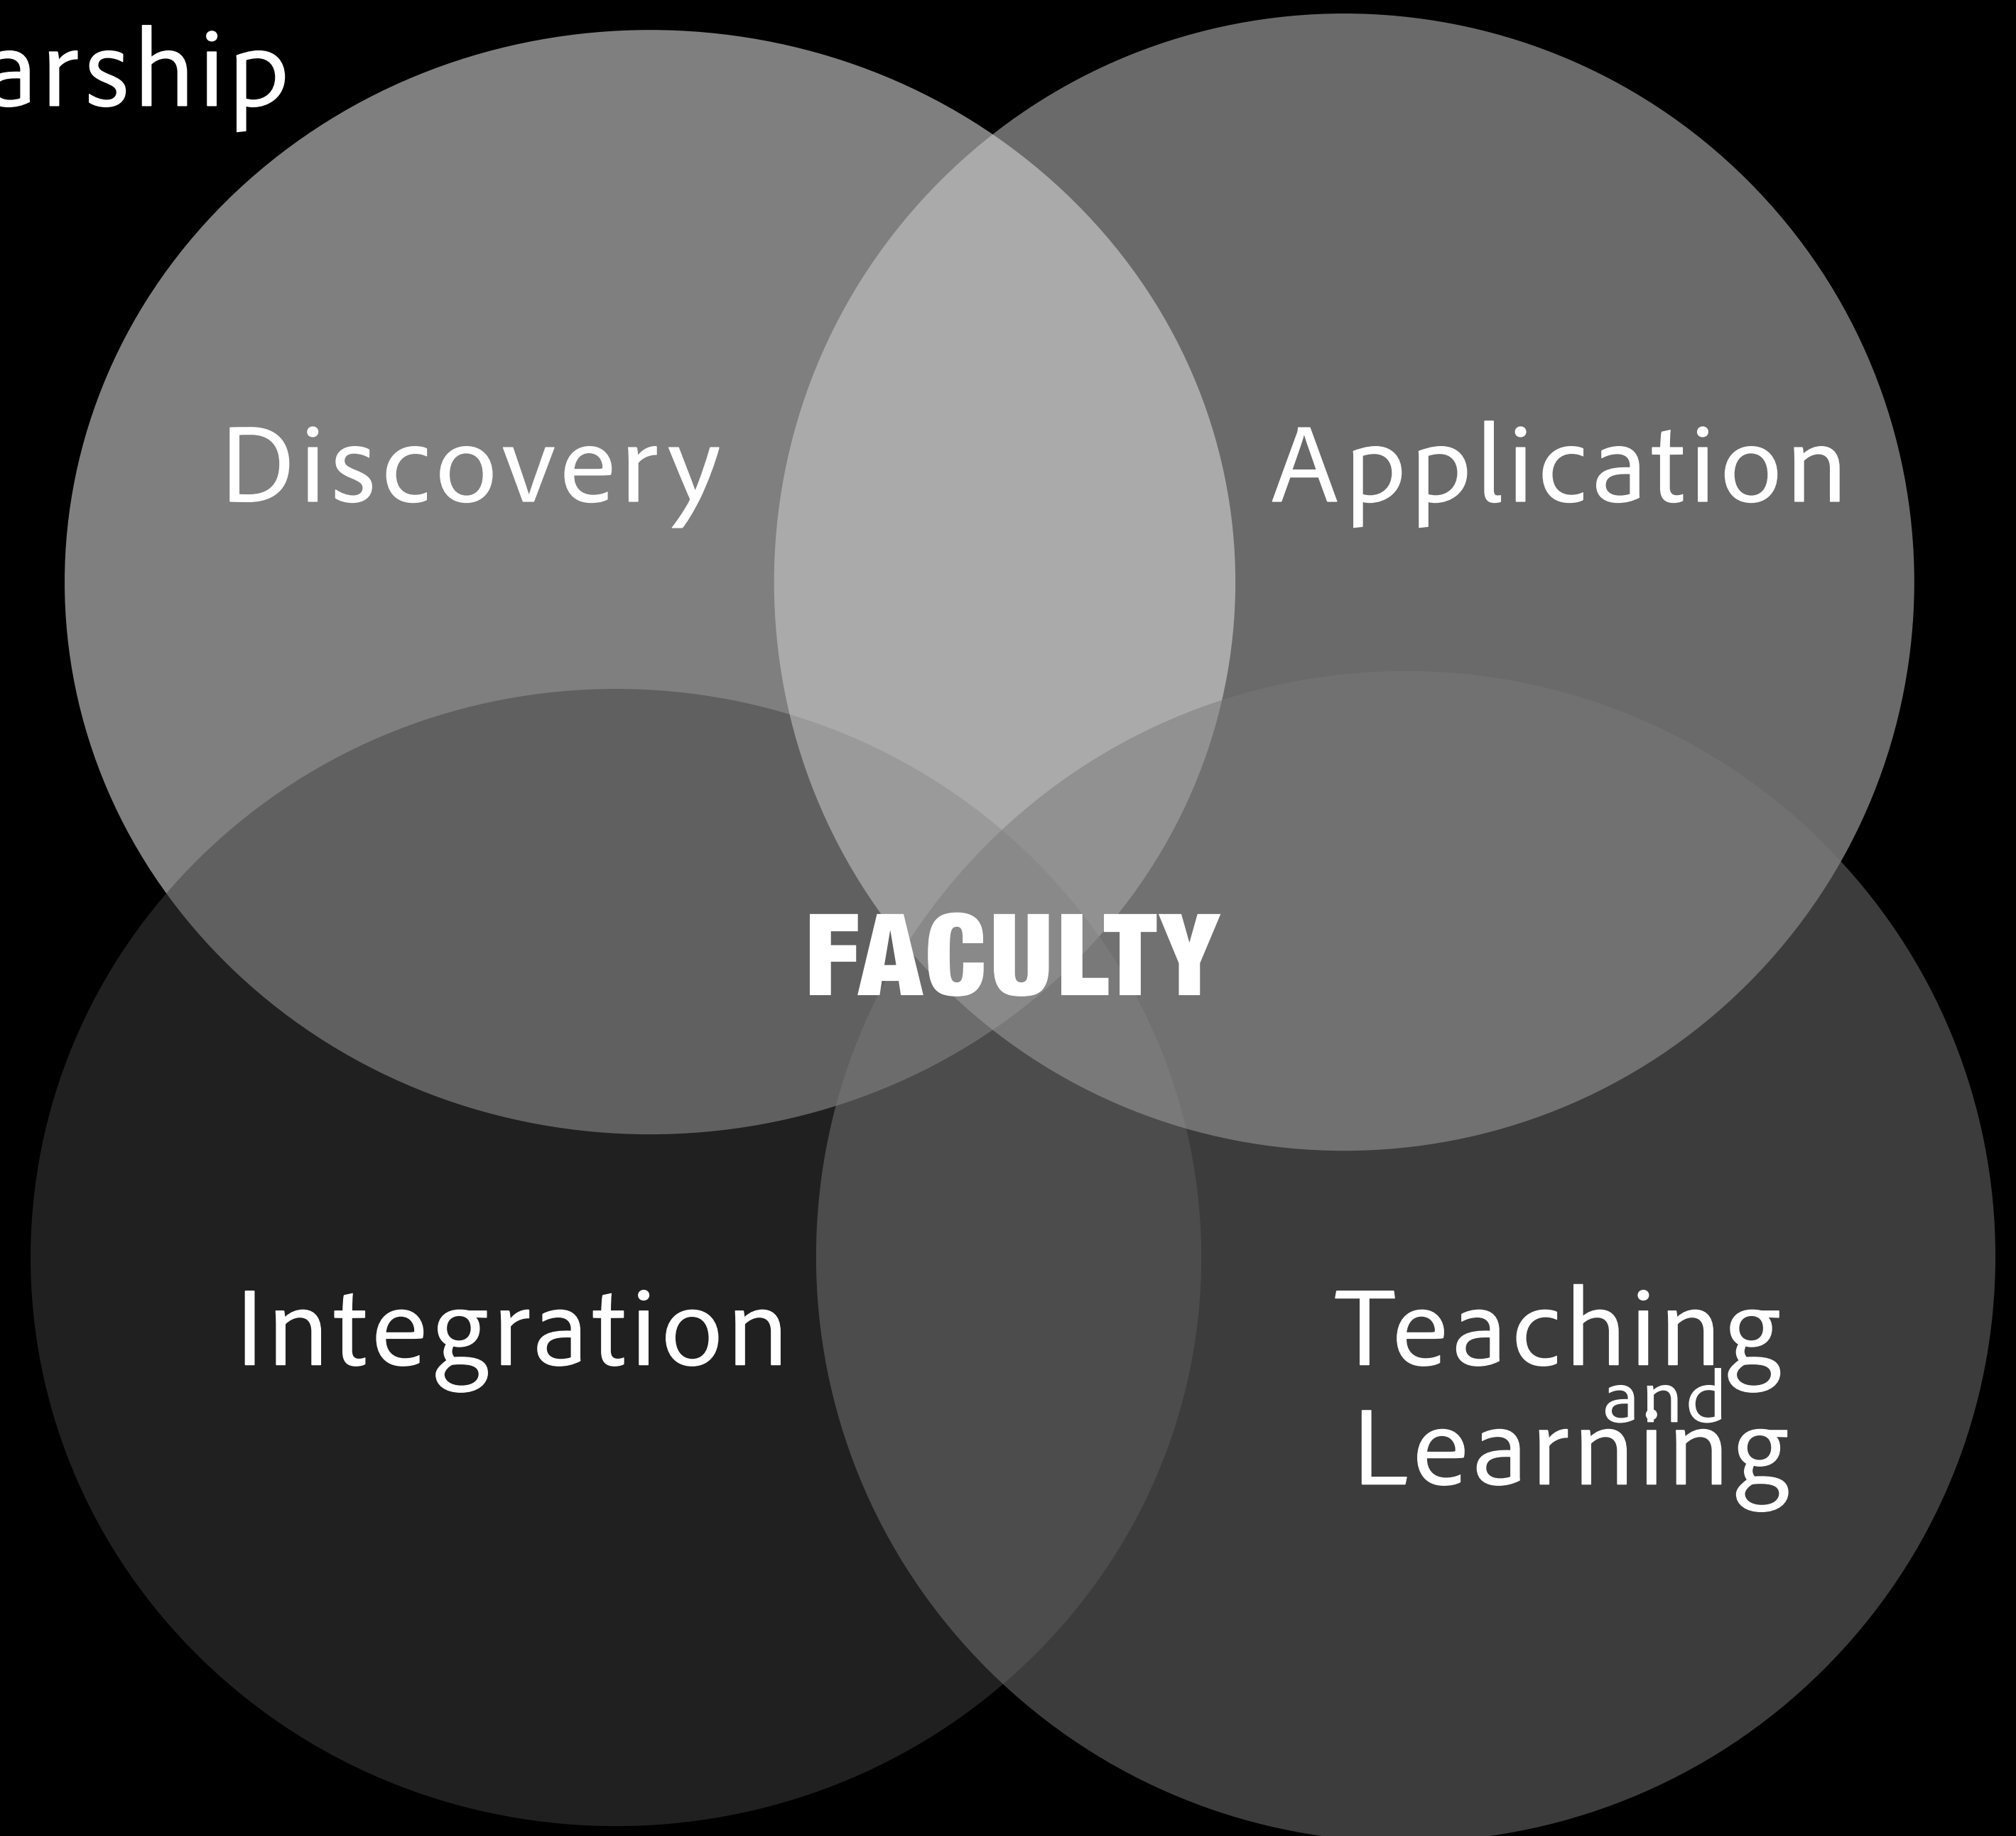 arship
Discovery
Application
FACULTY
Integration
Teaching
and
Learning